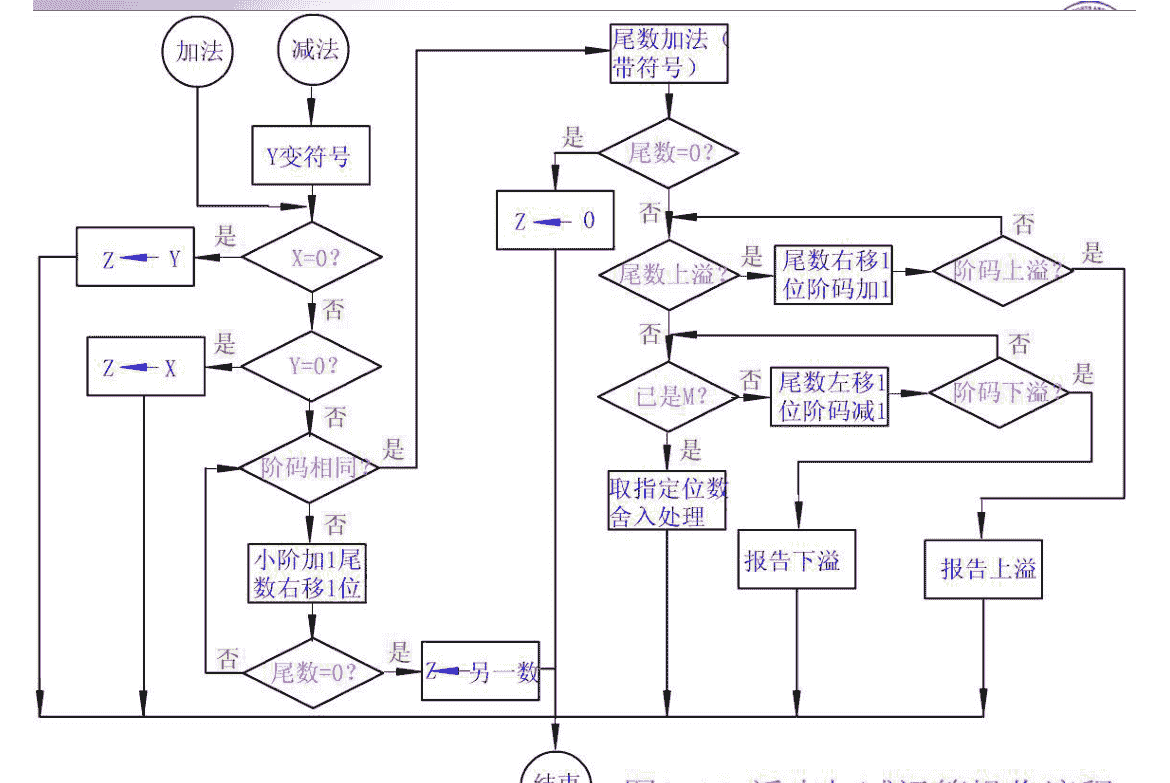 加法
减法
Y变符号
X=0?
是
Z ← Y
否
Y=0?
是
Z ← X
否
阶码相同?
是
否
小阶加1尾
数右移1位
尾数=0?
否
是
Z←另一数
尾数加法（
带符号）
尾数=0?
是
Z ← 0
否
尾数上溢?
是
尾数右移1
位阶码加1
阶码上溢?
否
是
否
已是M?
否
尾数左移1
位阶码减1
阶码下溢?
否
是
是
取指定位数
舍入处理
报告下溢
报告上溢
结束